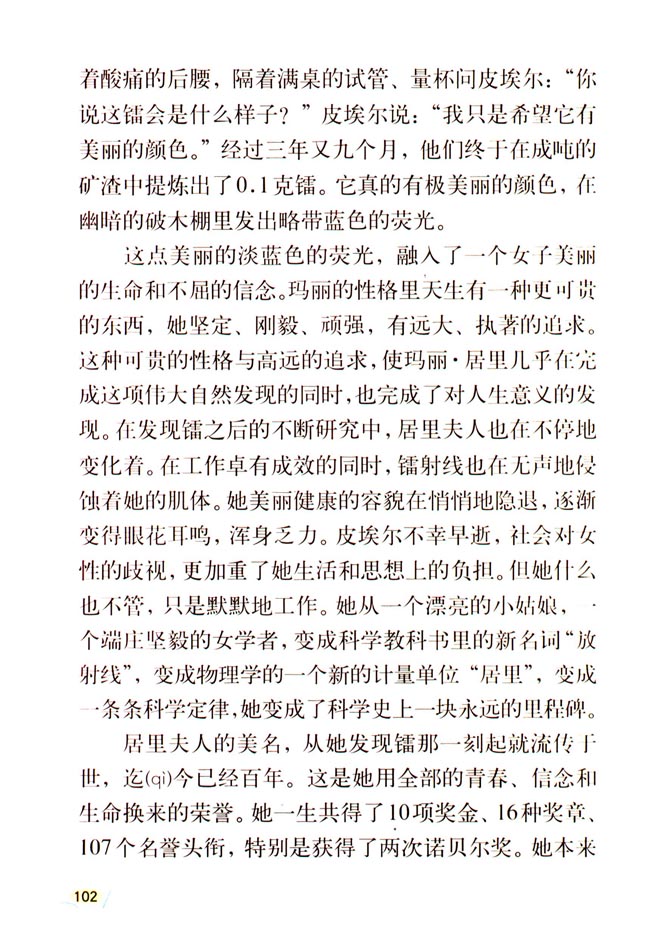 着酸痛的后腰，隔着满桌的试管、量杯问皮埃尔：“你
说这镭会是什么样子？”皮埃尔说：“我只是希望它有
美丽的颜色。”经过三年又九个月，他们终于在成吨的
矿渣中提炼出了0.1克镭。它真的有极美丽的颜色，在
幽暗的破木棚里发出略带蓝色的荧光。
这点美丽的淡蓝色的荧光，融入了一个女子美丽
的生命和不屈的信念。玛丽的性格里天生有一种更可贵
的东西，她坚定、刚毅、顽强，有远大、执著的追求。
这种可贵的性格与高远的追求，使玛丽·居里几乎在完
成这项伟大自然发现的同时，也完成了对人生意义的发
现。在发现镭之后的不断研究中，居里夫人也在不停地
变化着。在工作卓有成效的同时，镭射线也在无声地侵
蚀着她的肌体。她美丽健康的容貌在悄悄地隐退，逐渐
变得眼花耳鸣，浑身乏力。皮埃尔不幸早逝，社会对女
性的歧视，更加重了她生活和思想上的负担。但她什么
也不管，只是默默地工作。她从一个漂亮的小姑娘，一
个端庄坚毅的女学者，变成科学教科书里的新名词“放
射线”，变成物理学的一个新的计量单位“居里”，变成
一条条科学定律，她变成了科学史上一块永远的里程碑。
居里夫人的美名，从她发现镭那一刻起就流传于
世，迄(qì)今已经百年。这是她用全部的青春、信念和
生命换来的荣誉。她一生共得了10项奖金、16种奖章、
107个名誉头衔，特别是获得了两次诺贝尔奖。她本来
102